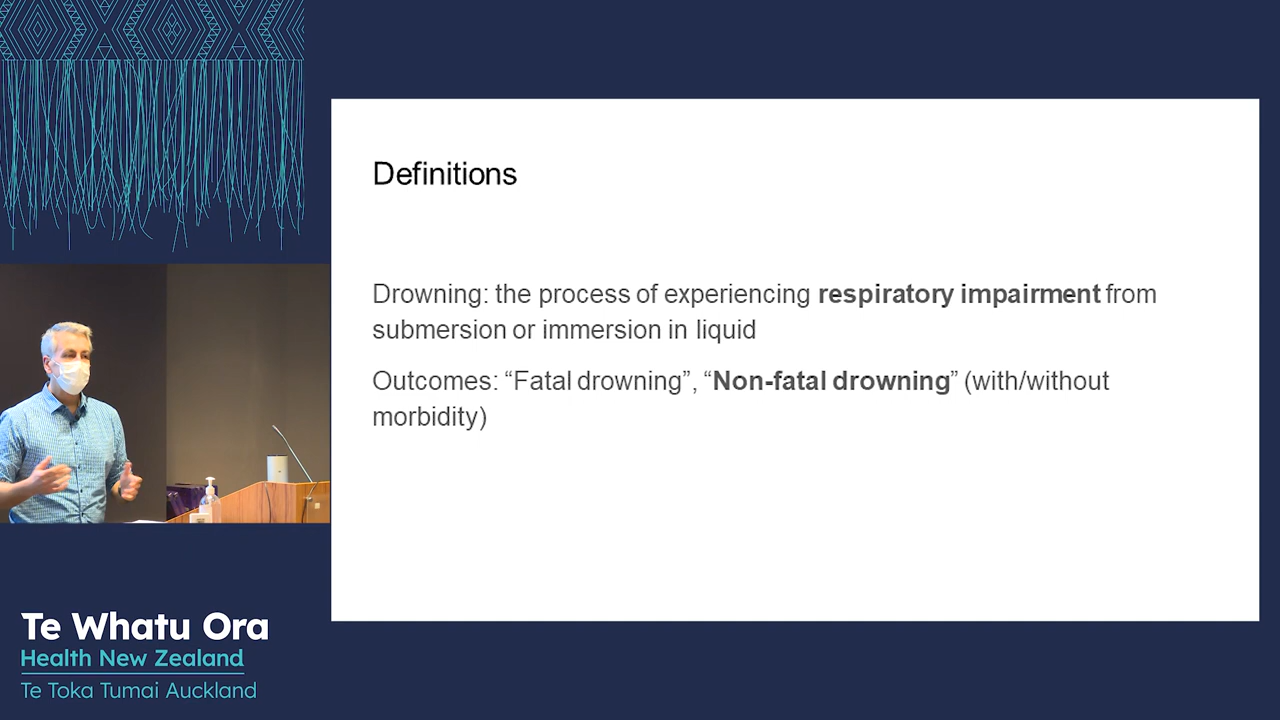 Definitions
Drowning: the process of experiencing respiratory impairment from
submersion or immersion in liquid
Outcomes: “Fatal drowning”, “Non-fatal drowning” (with/without
morbidity)
Te Whatu Ora
Health New Zealand
Te Toka Tumai Auckland